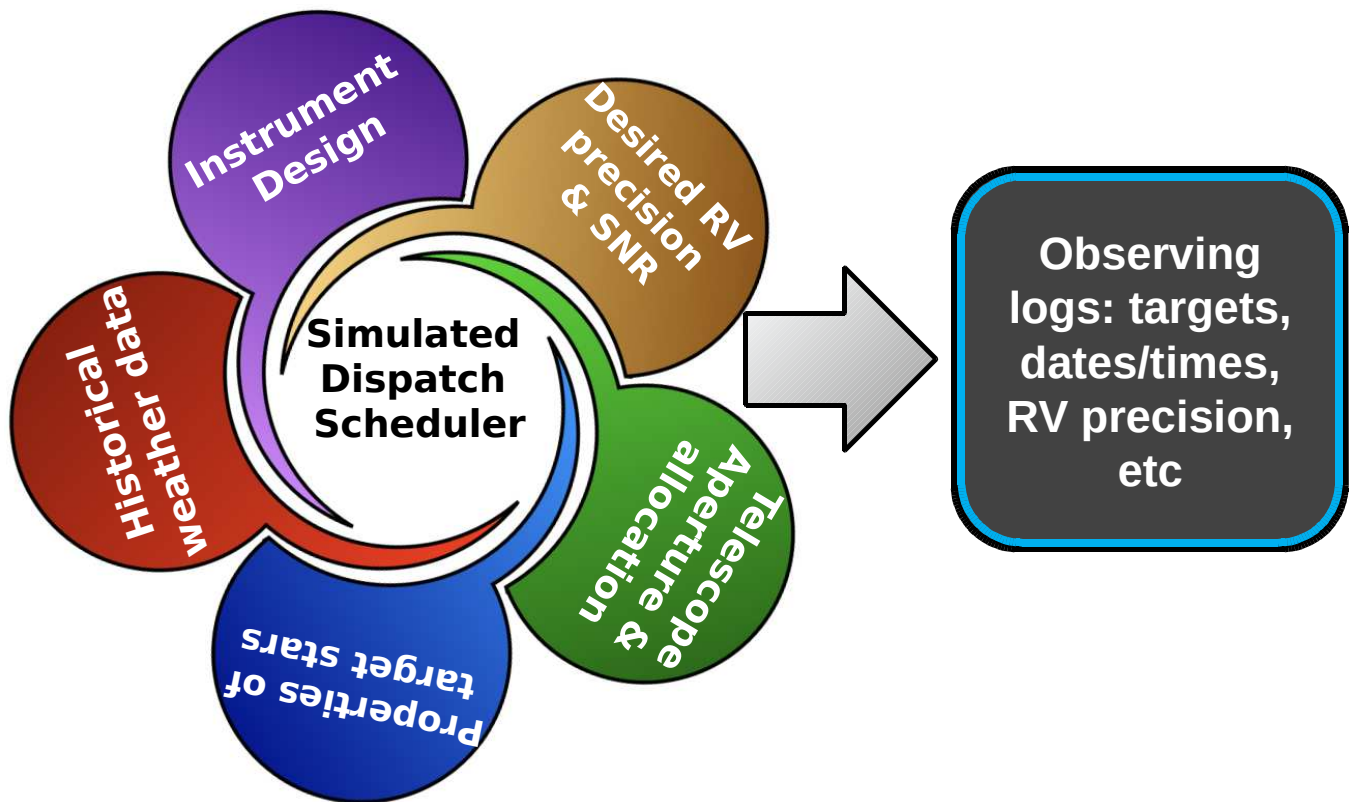 Instrument
Design
Desired RV
precision
& SNR
Historical
weather data
Simulated
Dispatch
Scheduler
Telescope
Aperture &
allocation
Properties of
target stars
Observing
logs: targets,
dates/times,
RV precision,
etc